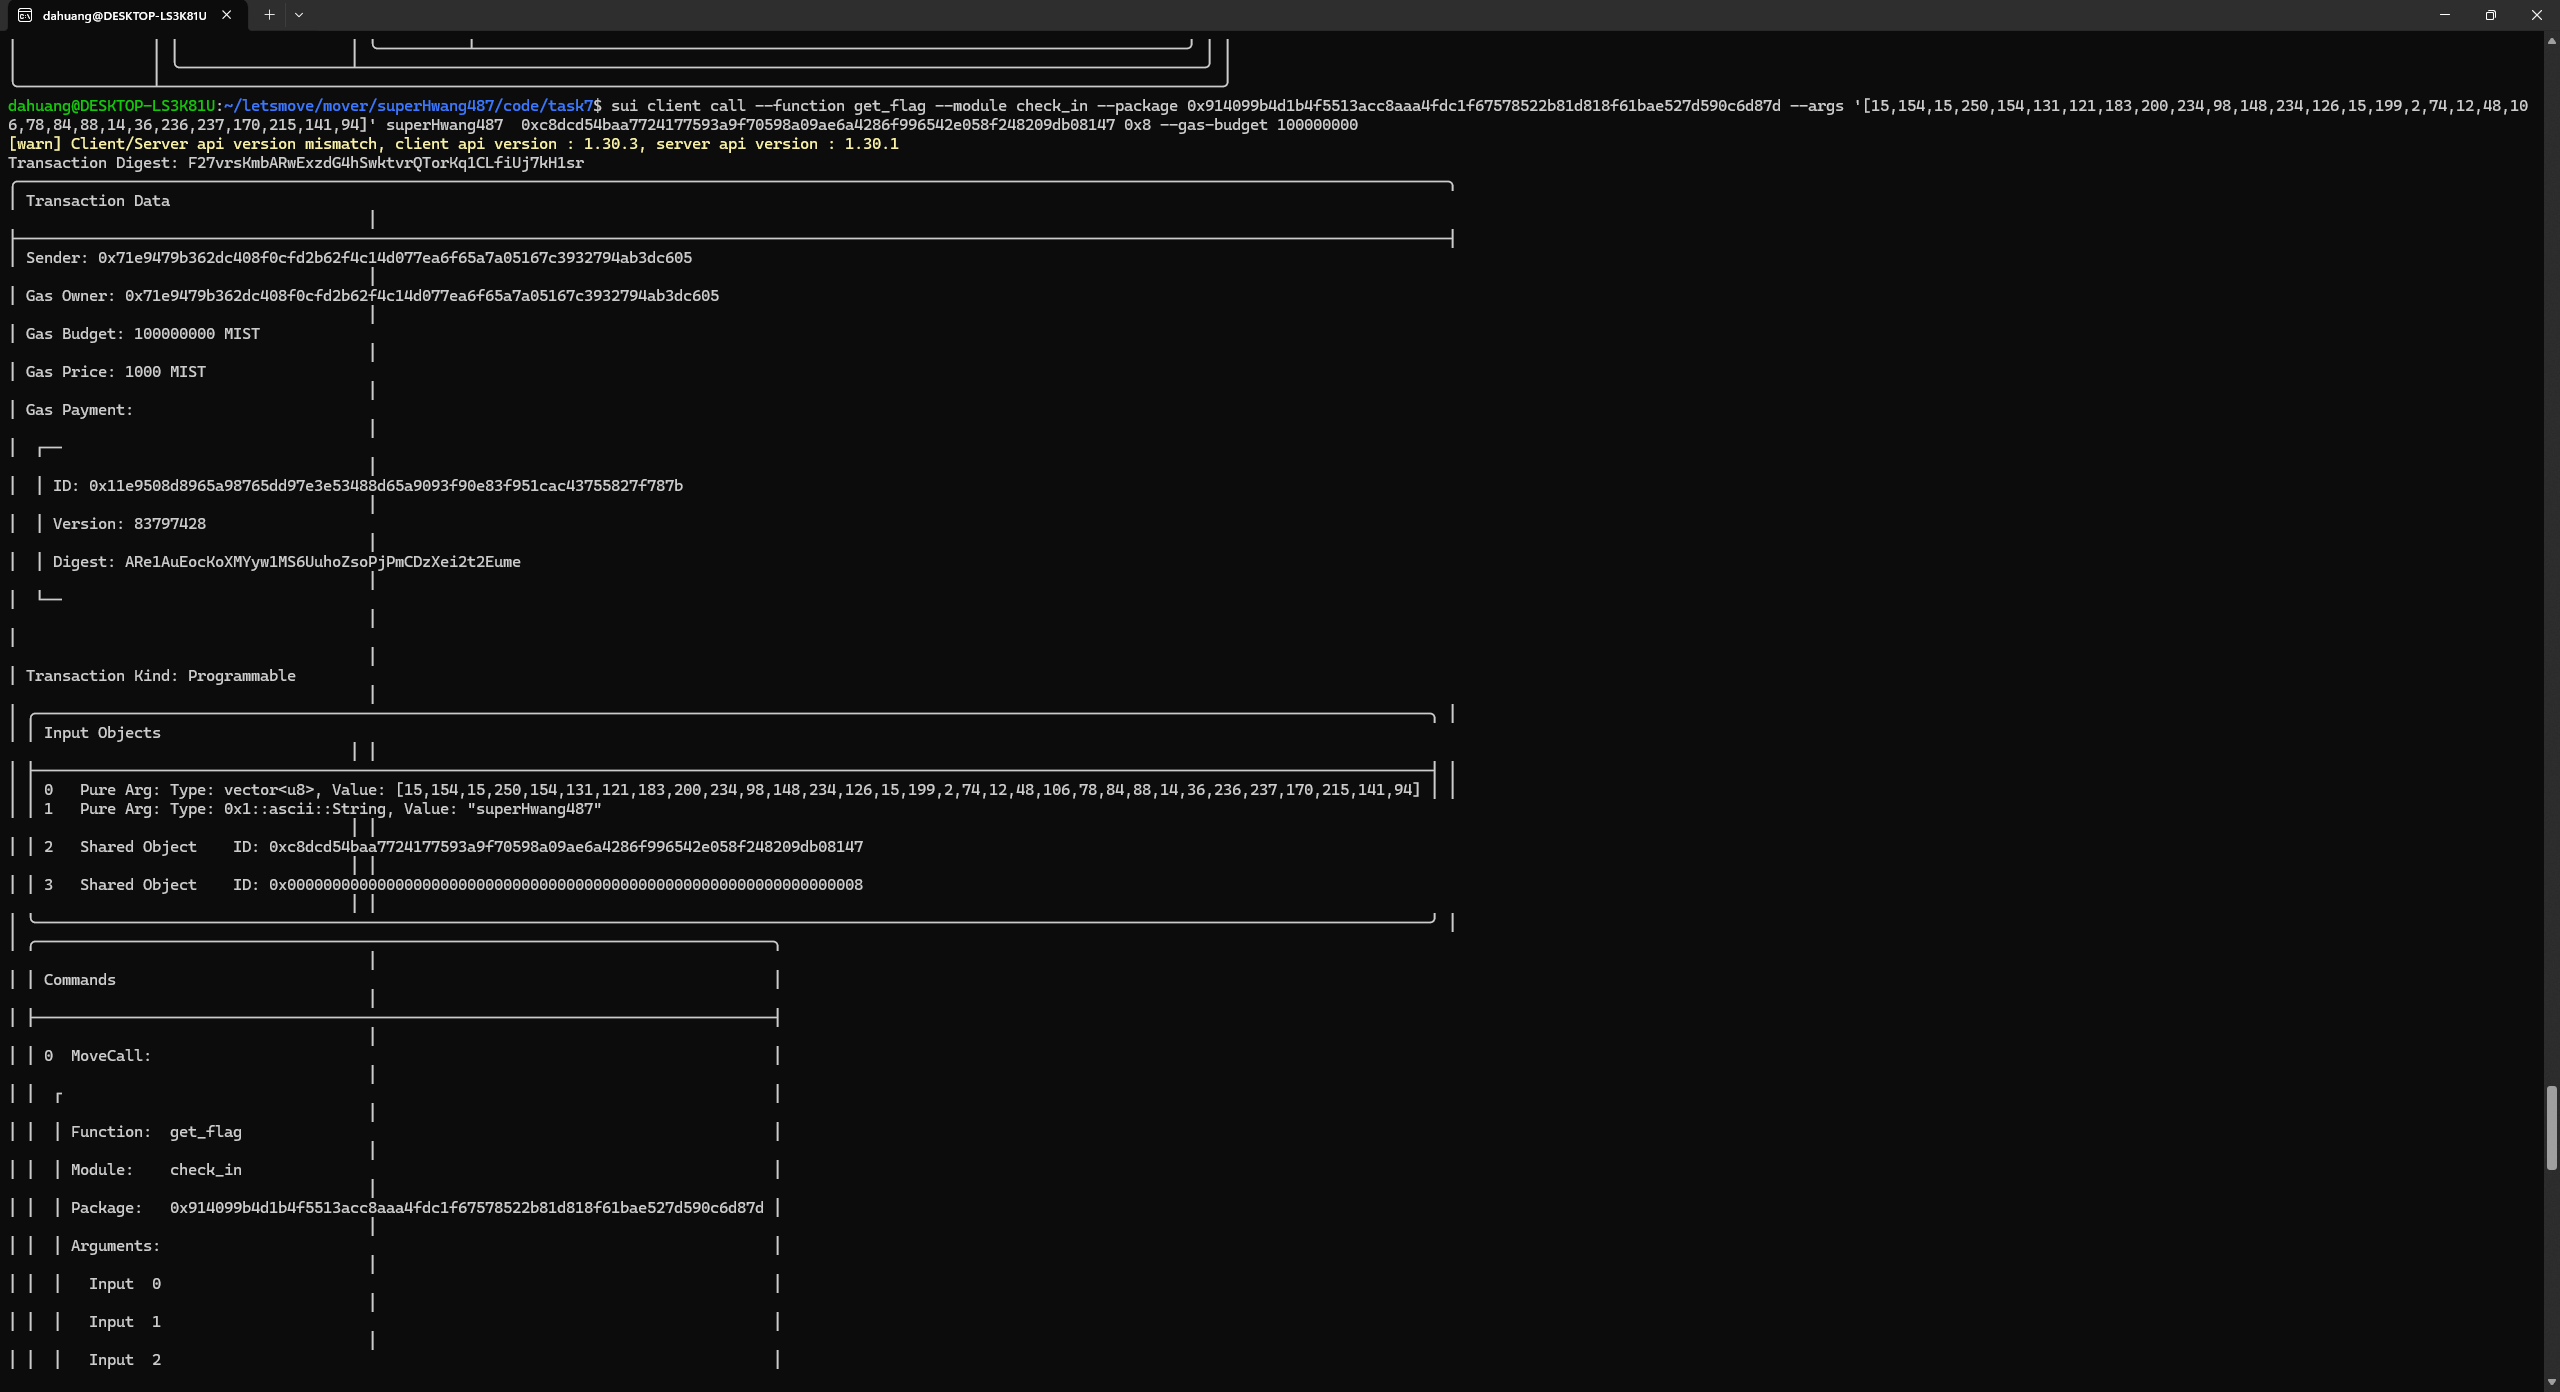 dahuang@DESKTOP-LS3K81U
dahuang@DESKTOP-LS3K81U:~/letsmove/mover/superHwang487/code/task7$ sui client call --function get_flag --module check_in --package 0x914099b4d1b4f5513acc8aaa4fdc1f67578522b81d818f61bae527d590c6d87d --args '[15,154,15,250,154,131,121,183,200,234,98,148,234,126,15,199,2,74,12,48,10
6,78,84,88,14,36,236,237,170,215,141,94]' superHwang487  0xc8dcd54baa7724177593a9f70598a09ae6a4286f996542e058f248209db08147 0x8 --gas-budget 100000000
[warn] Client/Server api version mismatch, client api version : 1.30.3, server api version : 1.30.1
Transaction Digest: F27vrsKmbARwExzdG4hSwktvrQTorKq1CLfiUj7kH1sr
Transaction Data
Sender: 0x71e9479b362dc408f0cfd2b62f4c14d077ea6f65a7a05167c3932794ab3dc605
Gas Owner: 0x71e9479b362dc408f0cfd2b62f4c14d077ea6f65a7a05167c3932794ab3dc605
Gas Budget: 100000000 MIST
Gas Price: 1000 MIST
Gas Payment:
ID: 0x11e9508d8965a98765dd97e3e53488d65a9093f90e83f951cac43755827f787b
Version: 83797428
Digest: ARe1AuEocKoXMYyw1MS6UuhoZsoPjPmCDzXei2t2Eume
Transaction Kind: Programmable
Input Objects
0   Pure Arg: Type: vector<u8>, Value: [15,154,15,250,154,131,121,183,200,234,98,148,234,126,15,199,2,74,12,48,106,78,84,88,14,36,236,237,170,215,141,94]
1   Pure Arg: Type: 0x1::ascii::String, Value: "superHwang487"
2   Shared Object    ID: 0xc8dcd54baa7724177593a9f70598a09ae6a4286f996542e058f248209db08147
3   Shared Object    ID: 0x0000000000000000000000000000000000000000000000000000000000000008
Commands
0  MoveCall:
Function:  get_flag
Module:    check_in
Package:   0x914099b4d1b4f5513acc8aaa4fdc1f67578522b81d818f61bae527d590c6d87d
Arguments:
Input  0
Input  1
Input  2